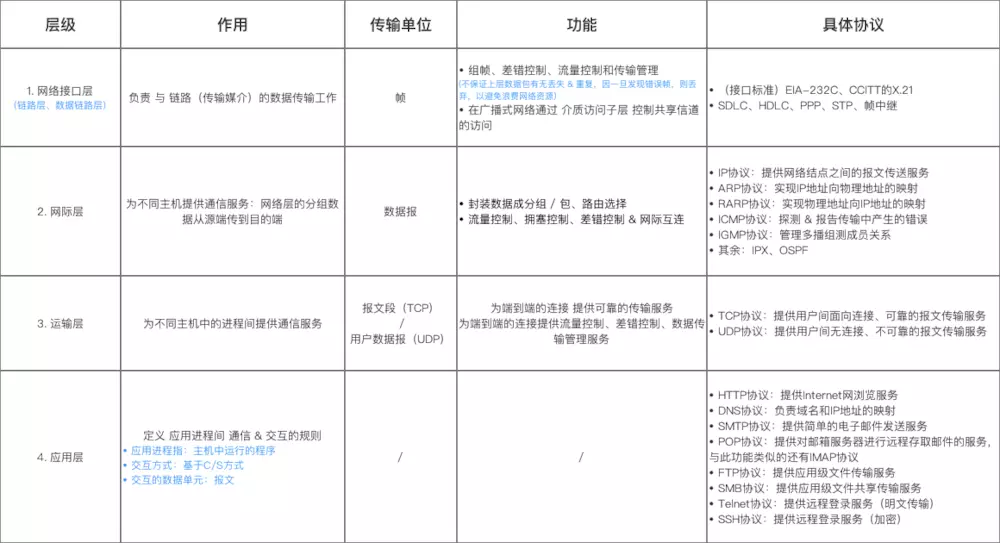 层级
作用
传输单位
功能
具体协议
1. 网络接口层
(链路层、数据链路层)
负责 与 链路（传输媒介）的数据传输工作
帧
• 组帧、差错控制、流量控制和传输管理
(不保证上层数据包有无丢失 & 重复，因一旦发现错误帧，则丢
弃，以避免浪费网络资源)
• 在广播式网络通过 介质访问子层 控制共享信道
的访问
• （接口标准）EIA-232C、CCITT的X.21
• SDLC、HDLC、PPP、STP、帧中继
2. 网际层
为不同主机提供通信服务：网络层的分组数
据从源端传到目的端
数据报
• 封装数据成分组 / 包、路由选择
• 流量控制、拥塞控制、差错控制 & 网际互连
• IP协议：提供网络结点之间的报文传送服务
• ARP协议：实现IP地址向物理地址的映射
• RARP协议：实现物理地址向IP地址的映射
• ICMP协议：探测 & 报告传输中产生的错误
• IGMP协议：管理多播组测成员关系
• 其余：IPX、OSPF
3. 运输层
为不同主机中的进程间提供通信服务
报文段（TCP）
/
用户数据报（UDP）
为端到端的连接 提供可靠的传输服务
为端到端的连接提供流量控制、差错控制、数据传
输管理服务
• TCP协议：提供用户间面向连接、可靠的报文传输服务
• UDP协议：提供用户间无连接、不可靠的报文传输服务
4. 应用层
定义 应用进程间 通信 & 交互的规则
• 应用进程指：主机中运行的程序
• 交互方式：基于C/S方式
• 交互的数据单元：报文
/
/
• HTTP协议：提供Internet网浏览服务
• DNS协议：负责域名和IP地址的映射
• SMTP协议：提供简单的电子邮件发送服务
• POP协议：提供对邮箱服务器进行远程存取邮件的服务，
与此功能类似的还有IMAP协议
• FTP协议：提供应用级文件传输服务
• SMB协议：提供应用级文件共享传输服务
• Telnet协议：提供远程登录服务（明文传输）
• SSH协议：提供远程登录服务（加密）